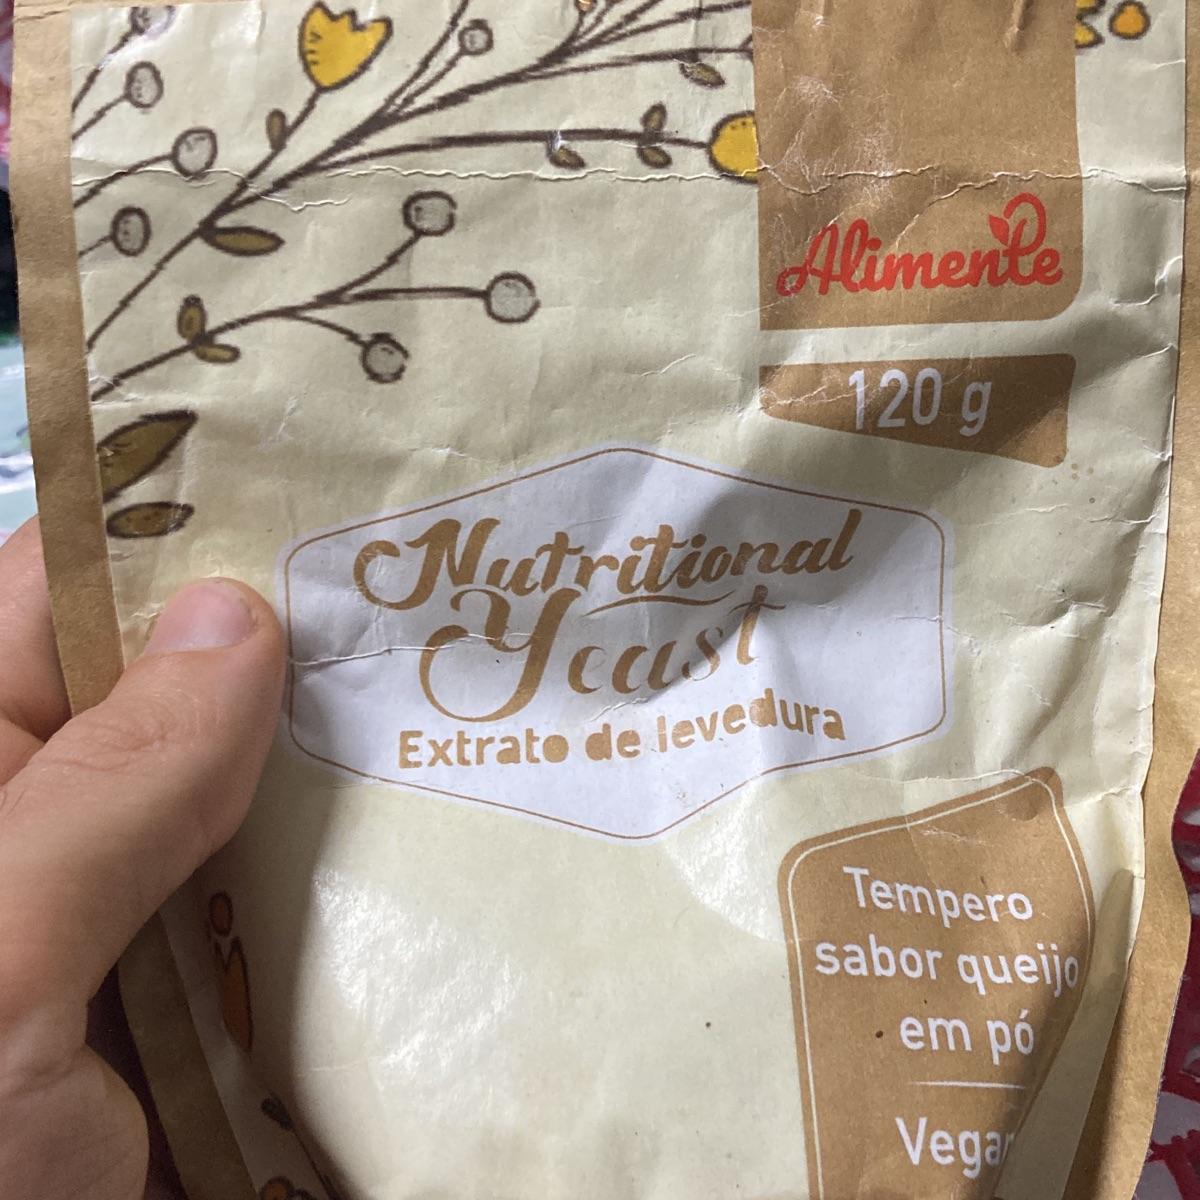 Alimente
120 g
Nutritional
Yeast
Extrato de levedura
Tempero
sabor queijo
em pó